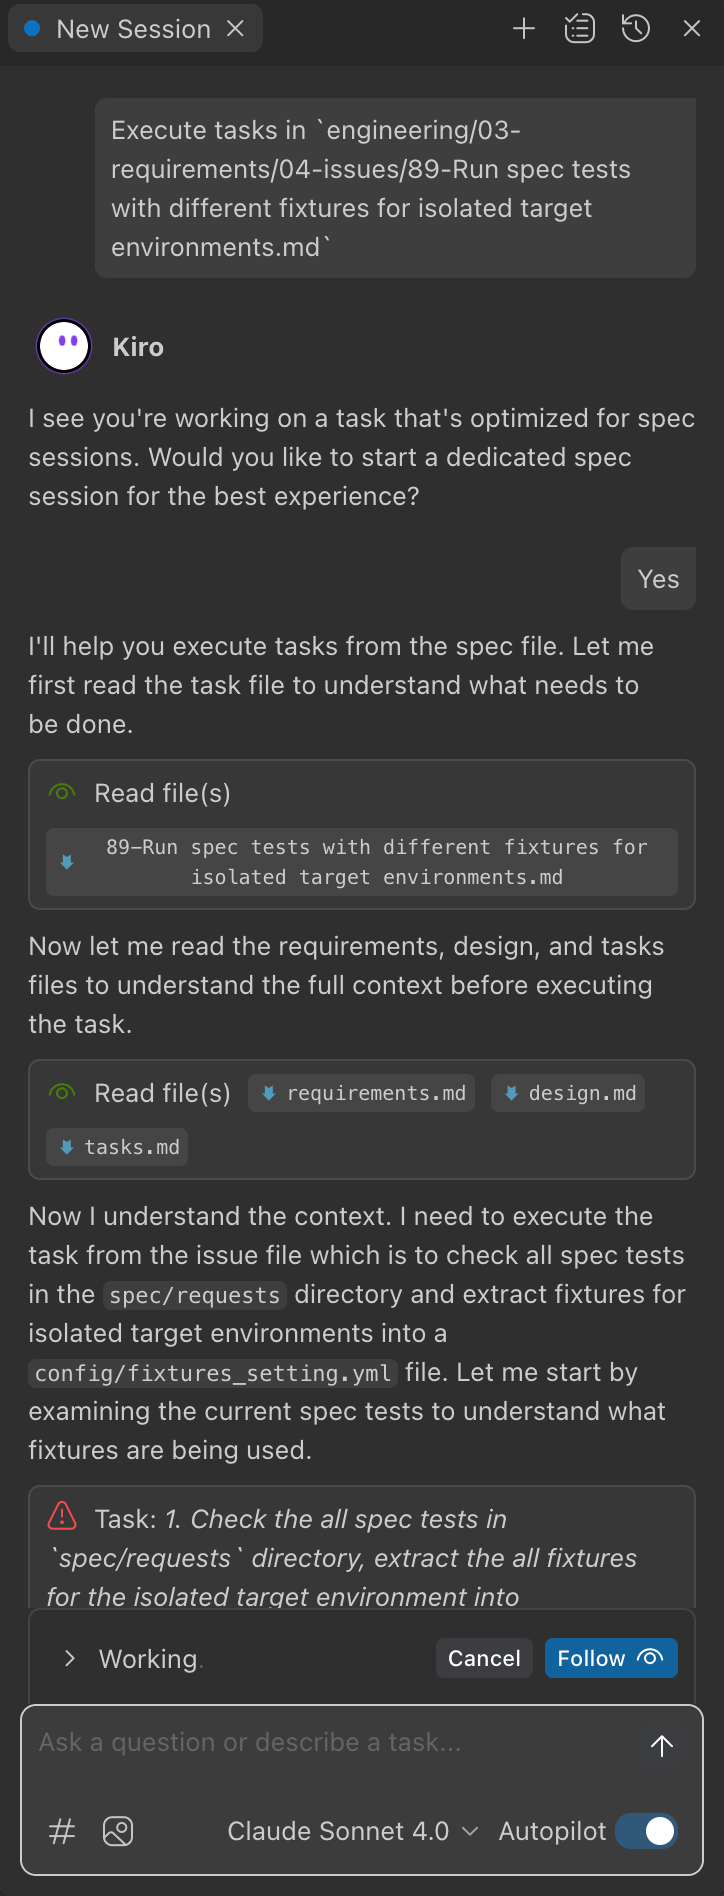 New Session
Execute tasks in `engineering/03-
requirements/04-issues/89-Run spec tests
with different fixtures for isolated target
environments.md`
Kiro
I see you're working on a task that's optimized for spec
sessions. Would you like to start a dedicated spec
session for the best experience?
Yes
I'll help you execute tasks from the spec file. Let me
first read the task file to understand what needs to
be done.
Read file(s)
89-Run spec tests with different fixtures for
isolated target environments.md
Now let me read the requirements, design, and tasks
files to understand the full context before executing
the task.
Read file(s) requirements.md design.md
tasks.md
Now I understand the context. I need to execute the
task from the issue file which is to check all spec tests
in the spec/requests directory and extract fixtures for
isolated target environments into a
config/fixtures_setting.yml file. Let me start by
examining the current spec tests to understand what
fixtures are being used.
Task: 1. Check the all spec tests in
`spec/requests` directory, extract the all fixtures
for the isolated target environment into
Working. Cancel Follow
Ask a question or describe a task...
Claude Sonnet 4.0 Autopilot